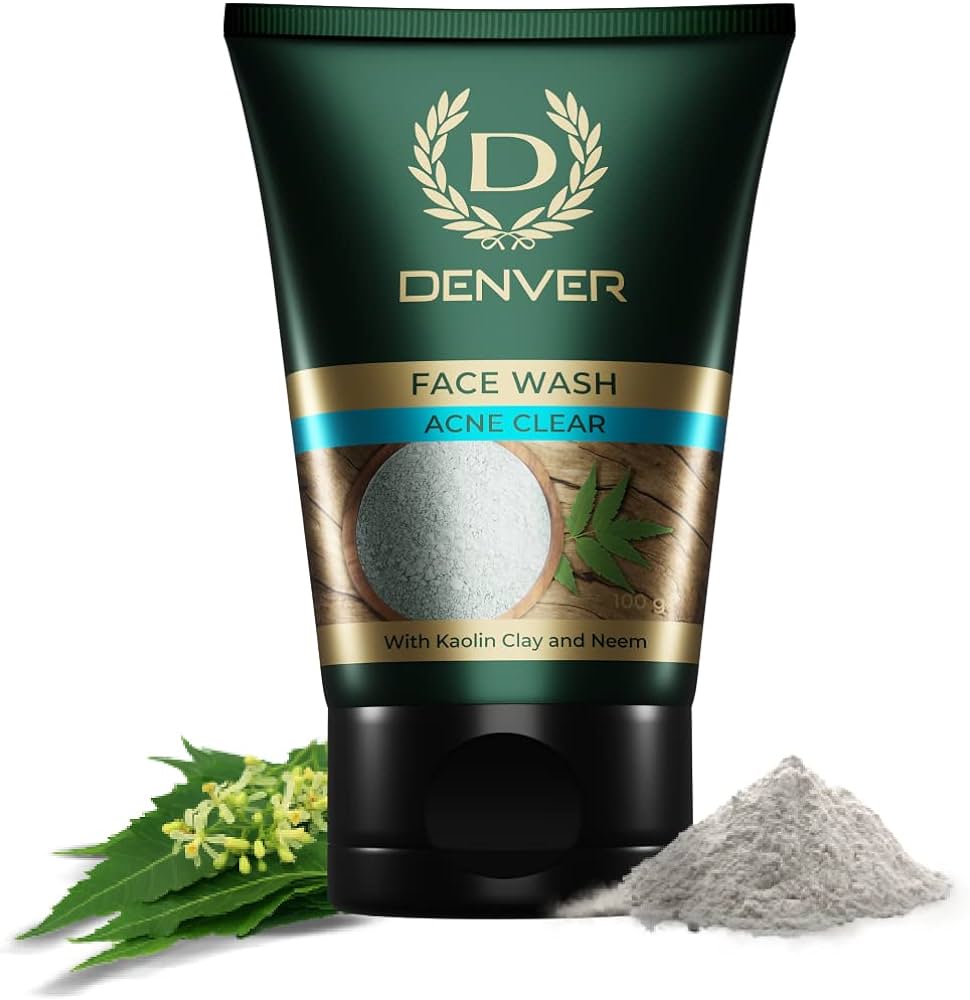 D
DENVER
FACE WASH
ACNE CLEAR
100 g
With Kaolin Clay and Neem